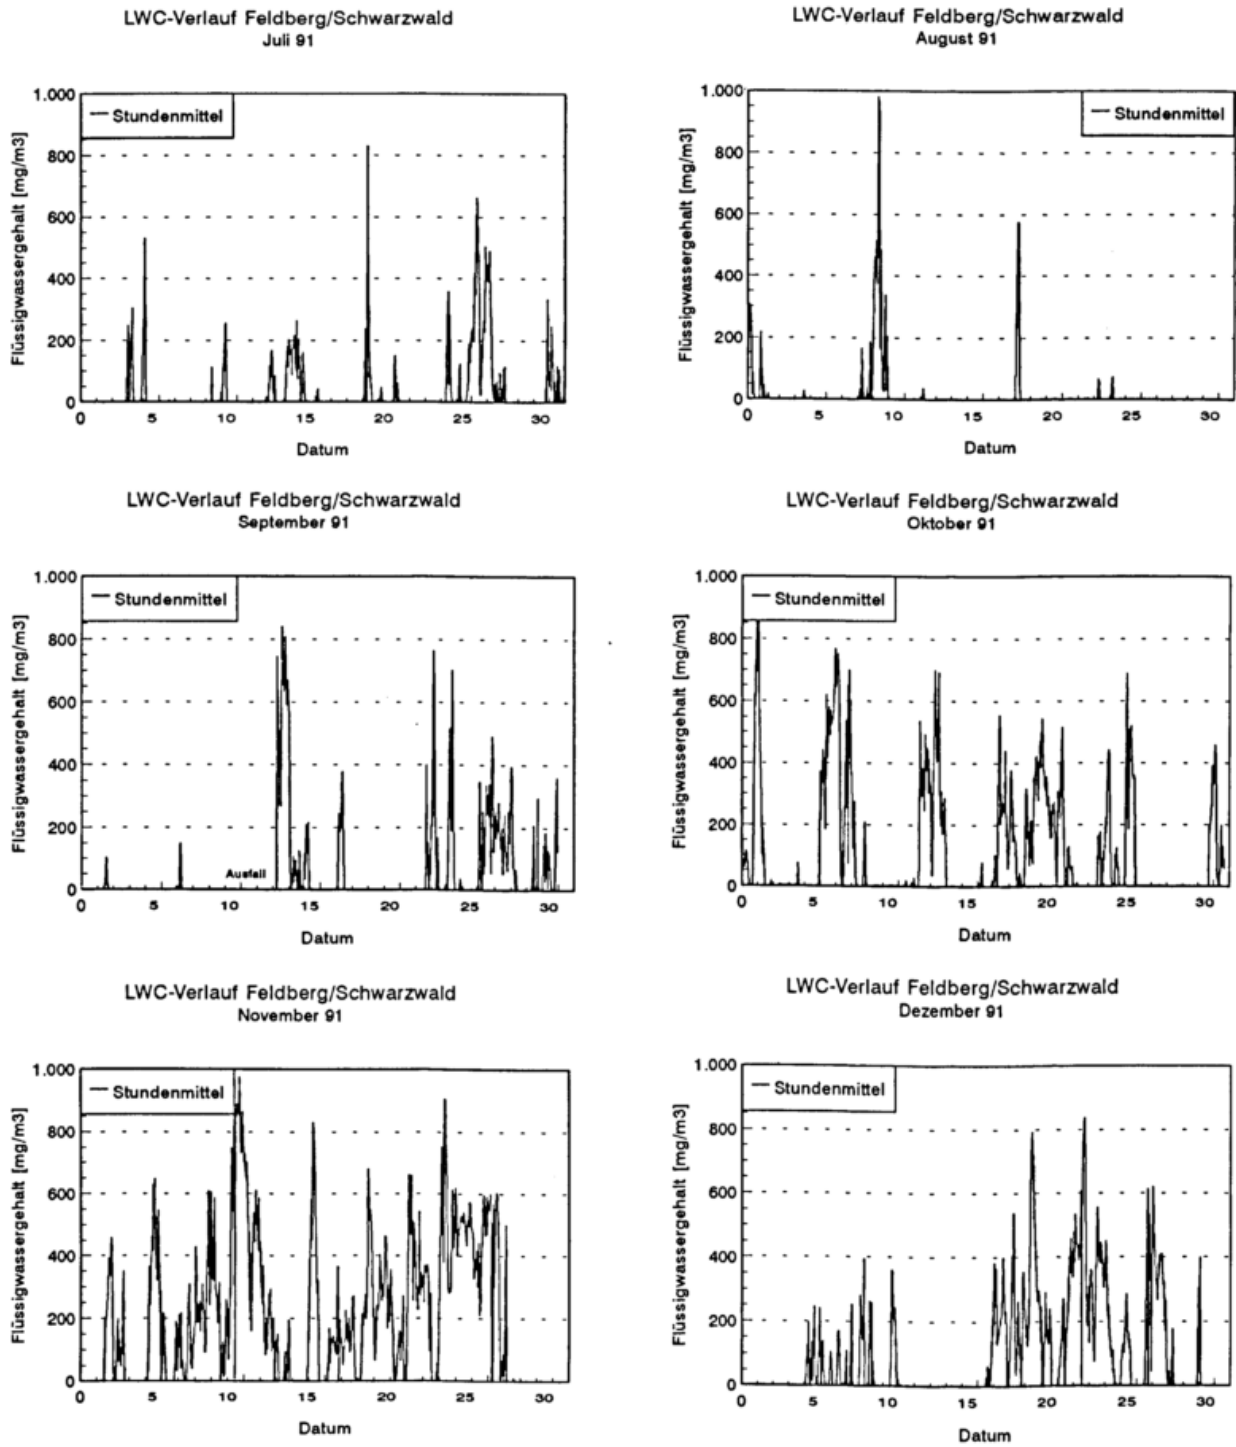 LWC-Verlauf Feldberg/Schwarzwald
Juli 91
1.000
800
600
400
200
0
Flüssigwassergehalt [mg/m3]
Stundenmittel
0 5 10 15 20 25 30
Datum
LWC-Verlauf Feldberg/Schwarzwald
August 91
1.000
800
600
400
200
0
Flüssigwassergehalt [mg/m3]
Stundenmittel
0 5 10 15 20 25 30
Datum
LWC-Verlauf Feldberg/Schwarzwald
September 91
1.000
800
600
400
200
0
Flüssigwassergehalt [mg/m3]
Stundenmittel
Ausfall
0 5 10 15 20 25 30
Datum
LWC-Verlauf Feldberg/Schwarzwald
Oktober 91
1.000
800
600
400
200
0
Flüssigwassergehalt [mg/m3]
Stundenmittel
0 5 10 15 20 25 30
Datum
LWC-Verlauf Feldberg/Schwarzwald
November 91
1.000
800
600
400
200
0
Flüssigwassergehalt [mg/m3]
Stundenmittel
0 5 10 15 20 25 30
Datum
LWC-Verlauf Feldberg/Schwarzwald
Dezember 91
1.000
800
600
400
200
0
Flüssigwassergehalt [mg/m3]
Stundenmittel
0 5 10 15 20 25 30
Datum